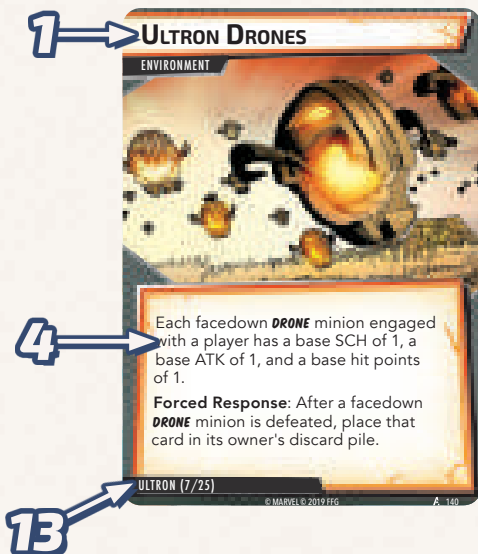 1
ULTRON DRONES
ENVIRONMENT
4
Each facedown DRONE minion engaged
with a player has a base SCH of 1, a
base ATK of 1, and a base hit points
of 1.
Forced Response: After a facedown
DRONE minion is defeated, place that
card in its owner's discard pile.
13
ULTRON (7/25)
© MARVEL © 2019 FFG
140